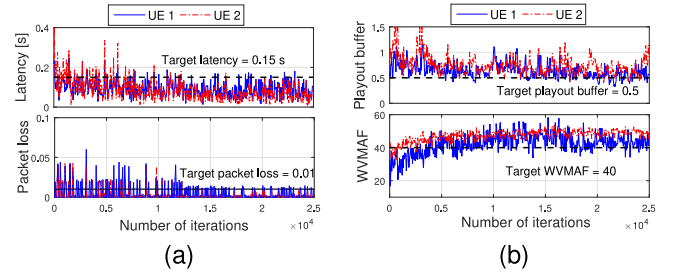 UE 1 UE 2
0.4
0.2
0
Latency [s]
Target latency = 0.15 s
0.1
0.05
0
Packet loss
Target packet loss = 0.01
0 0.5 1 1.5 2 2.5
Number of iterations ×10⁴
(a)
UE 1 UE 2
1.5
1
0.5
0
Playout buffer
Target playout buffer = 0.5
60
40
20
WVMAF
Target WVMAF = 40
0 0.5 1 1.5 2 2.5
Number of iterations ×10⁴
(b)